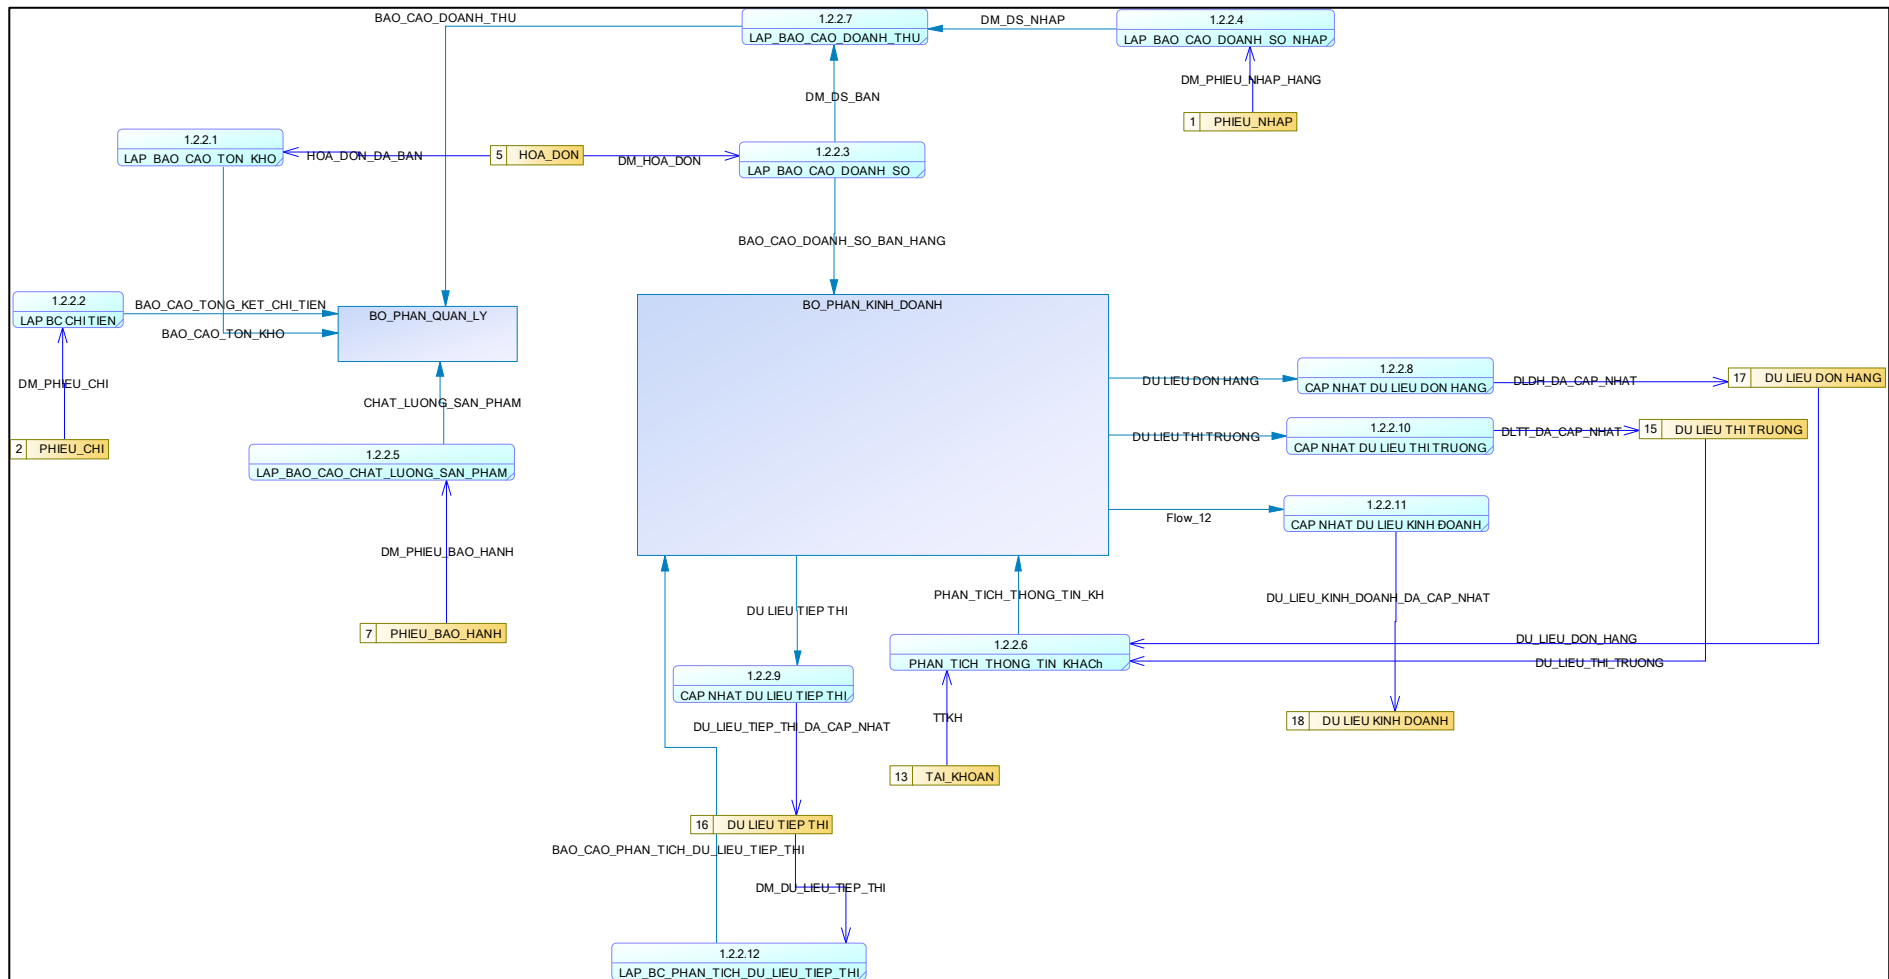 BAO_CAO_DOANH_THU
1.2.2.7
LAP_BAO_CAO_DOANH_THU
DM_DS_NHAP
1.2.2.4
LAP_BAO_CAO_DOANH_SO_NHAP
DM_PHIEU_NHAP_HANG
DM_DS_BAN
1 PHIEU_NHAP
1.2.2.1
LAP_BAO_CAO_TON_KHO
HOA_DON_DA_BAN
5 HOA_DON
DM_HOA_DON
1.2.2.3
LAP_BAO_CAO_DOANH_SO
BAO_CAO_DOANH_SO_BAN_HANG
1.2.2.2
LAP BC CHI TIEN
BAO_CAO_TONG_KET_CHI_TIEN
BO_PHAN_QUAN_LY
BAO_CAO_TON_KHO
BO_PHAN_KINH_DOANH
DM_PHIEU_CHI
CHAT_LUONG_SAN_PHAM
DU LIEU DON HANG
1.2.2.8
CAP NHAT DU LIEU DON HANG
DLDH_DA_CAP_NHAT
17 DU LIEU DON HANG
2 PHIEU_CHI
1.2.2.5
LAP_BAO_CAO_CHAT_LUONG_SAN_PHAM
DU LIEU THI TRUONG
1.2.2.10
CAP NHAT DU LIEU THI TRUONG
DLTT_DA_CAP_NHAT
15 DU LIEU THI TRUONG
Flow_12
1.2.2.11
CAP NHAT DU LIEU KINH ĐOANH
DM_PHIEU_BAO_HANH
DU LIEU TIEP THI
PHAN_TICH_THONG_TIN_KH
DU_LIEU_KINH_DOANH_DA_CAP_NHAT
7 PHIEU_BAO_HANH
1.2.2.6
PHAN_TICH_THONG_TIN_KHACh
DU_LIEU_DON_HANG
DU_LIEU_THI_TRUONG
1.2.2.9
CAP NHAT DU LIEU TIEP THI
DU_LIEU_TIEP_THI_DA_CAP_NHAT
TTKH
18 DU LIEU KINH DOANH
13 TAI_KHOAN
16 DU LIEU TIEP THI
BAO_CAO_PHAN_TICH_DU_LIEU_TIEP_THI
DM_DU_LIEU_TIEP_THI
1.2.2.12
LAP_BC_PHAN_TICH_DU_LIEU_TIEP_THI